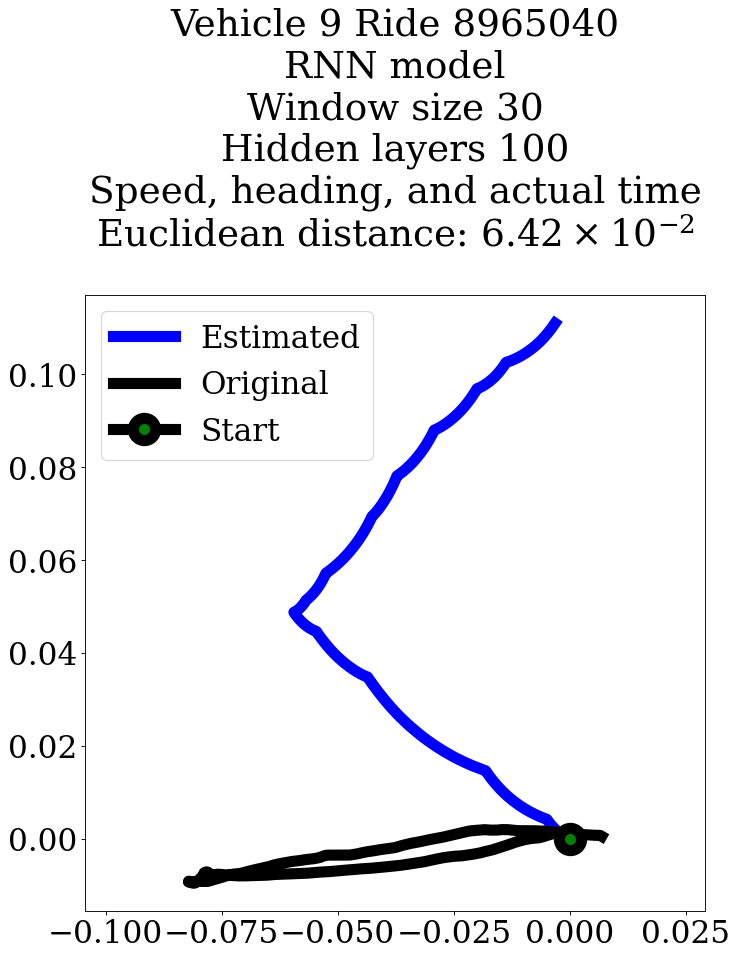 Vehicle 9 Ride 8965040
RNN model
Window size 30
Hidden layers 100
Speed, heading, and actual time
Euclidean distance: 6.42 × 10⁻²
Estimated
Original
Start
0.10
0.08
0.06
0.04
0.02
0.00
−0.100 −0.075 −0.050 −0.025 0.000 0.025